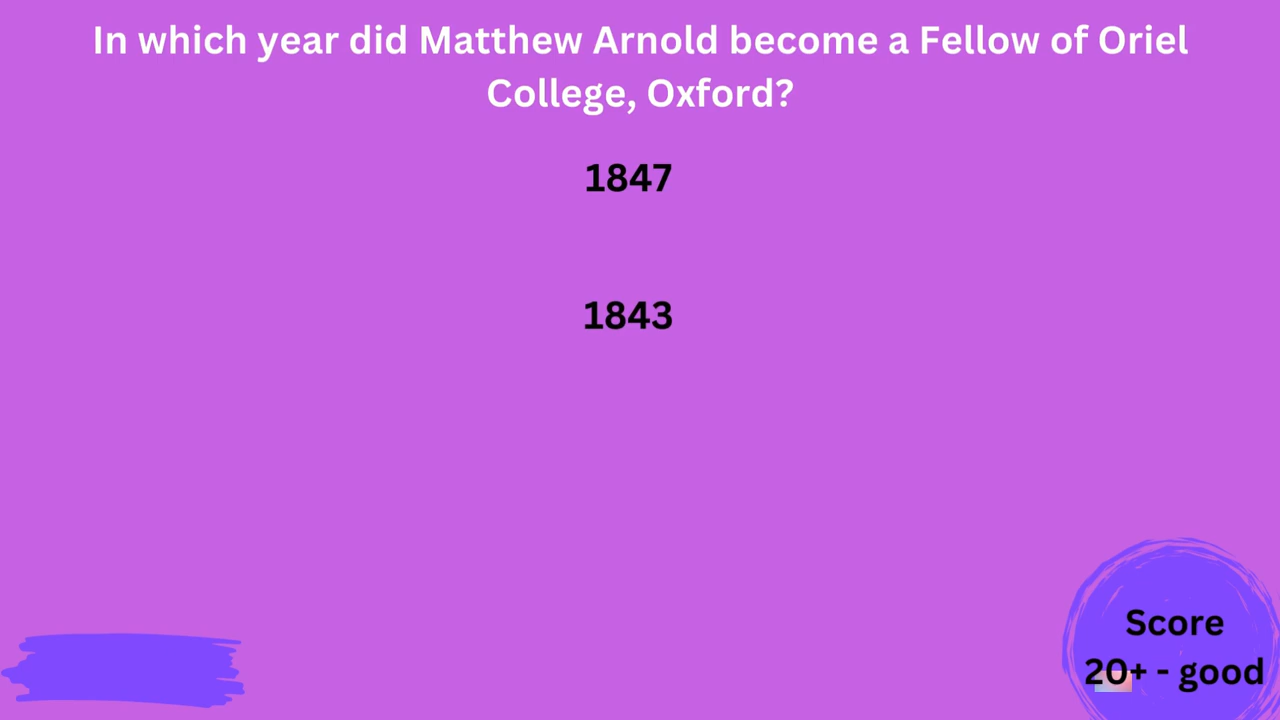 In which year did Matthew Arnold become a Fellow of Oriel
College, Oxford?
1847
1843
Score
20+ - good